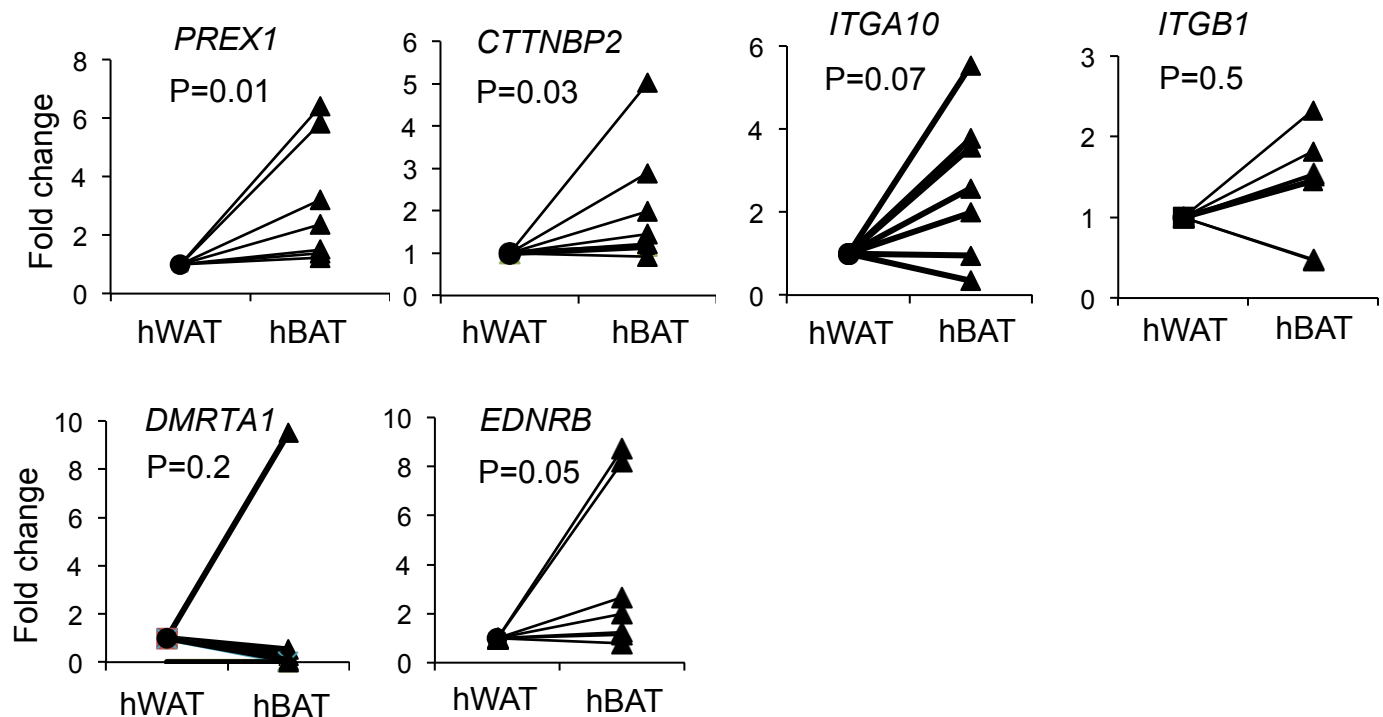 PREX1
P=0.01
Fold change
8
6
4
2
0
hWAT hBAT
CTTNBP2
P=0.03
6
5
4
3
2
1
0
hWAT hBAT
ITGA10
P=0.07
6
4
2
0
hWAT hBAT
ITGB1
P=0.5
3
2
1
0
hWAT hBAT
DMRTA1
P=0.2
Fold change
10
8
6
4
2
0
hWAT hBAT
EDNRB
P=0.05
10
8
6
4
2
0
hWAT hBAT